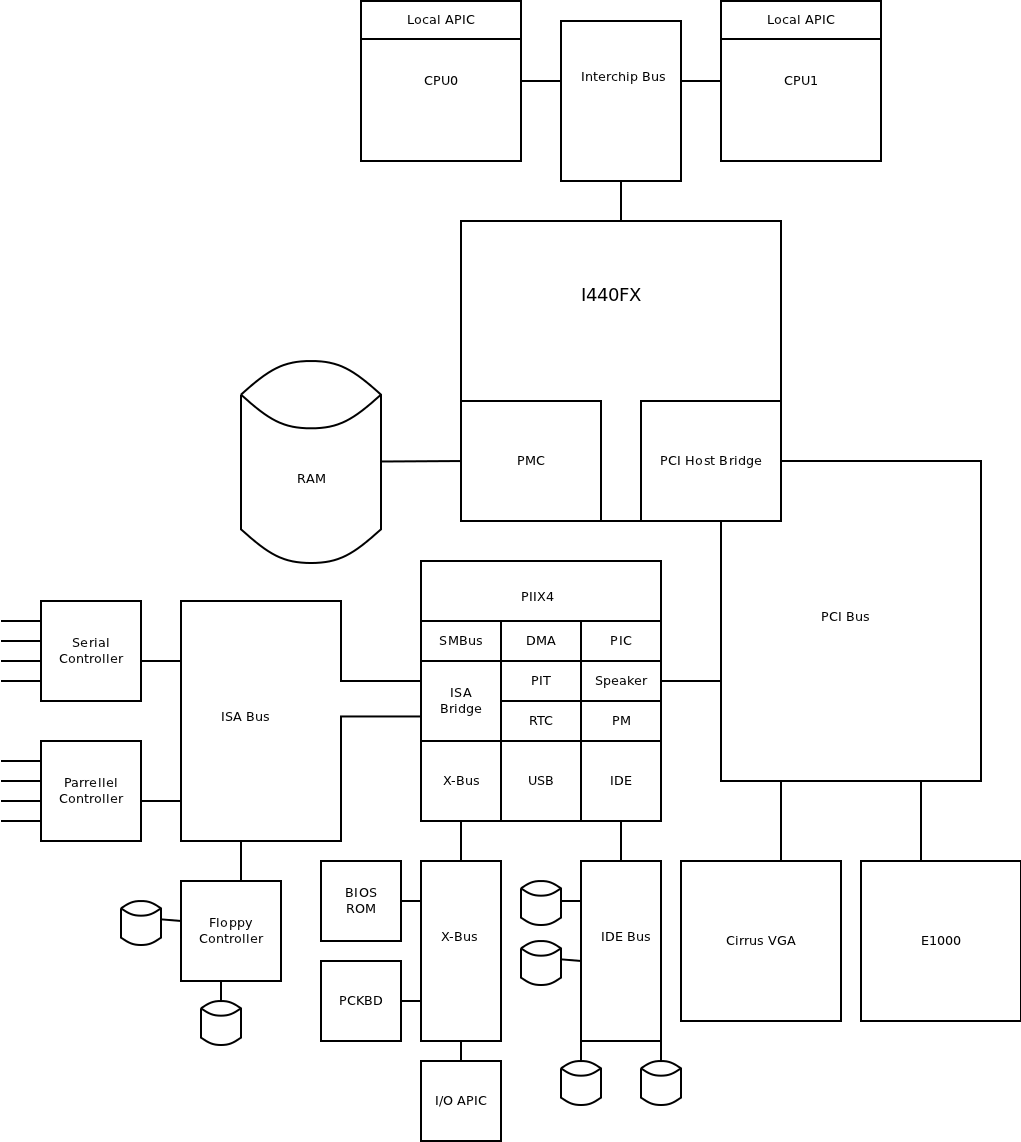 Local APIC
Local APIC
CPU0
Interchip Bus
CPU1
I440FX
PMC
PCI Host Bridge
RAM
PIIX4
SMBus
DMA
PIC
ISA
Bridge
PIT
Speaker
RTC
PM
X-Bus
USB
IDE
PCI Bus
Serial
Controller
ISA Bus
Parrellel
Controller
Floppy
Controller
BIOS
ROM
X-Bus
PCKBD
I/O APIC
IDE Bus
Cirrus VGA
E1000